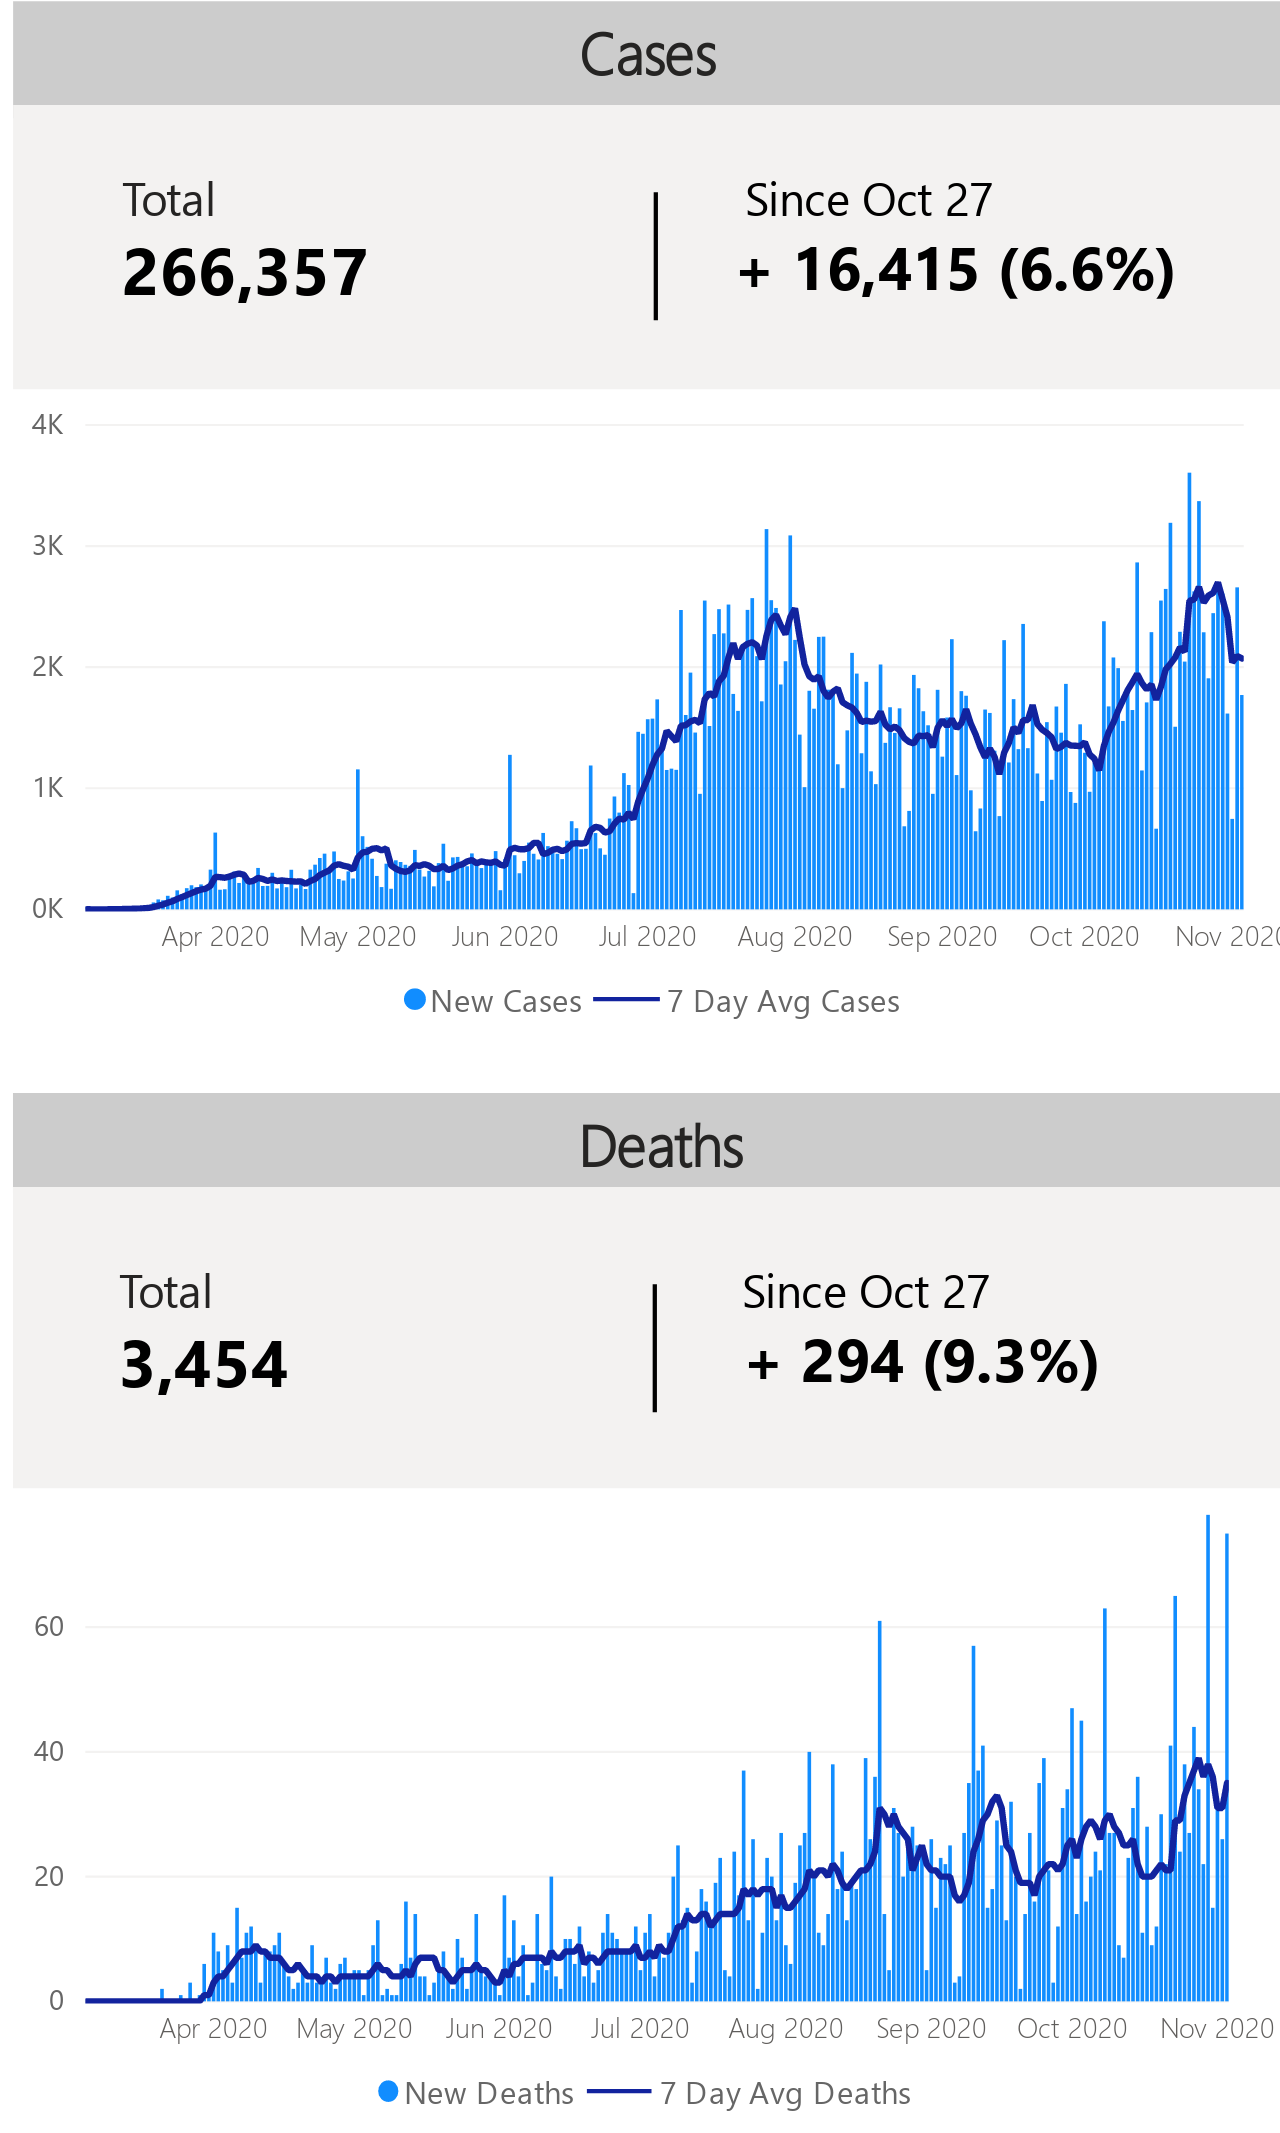 Cases
Total
Since Oct 27
266,357
+ 16,415 (6.6%)
4K
3K
2K
1K
0K
Apr 2020 May 2020 Jun 2020 Jul 2020 Aug 2020 Sep 2020 Oct 2020 Nov 2020
New Cases 7 Day Avg Cases
Deaths
Total
Since Oct 27
3,454
+ 294 (9.3%)
60
40
20
0
Apr 2020 May 2020 Jun 2020 Jul 2020 Aug 2020 Sep 2020 Oct 2020 Nov 2020
New Deaths 7 Day Avg Deaths